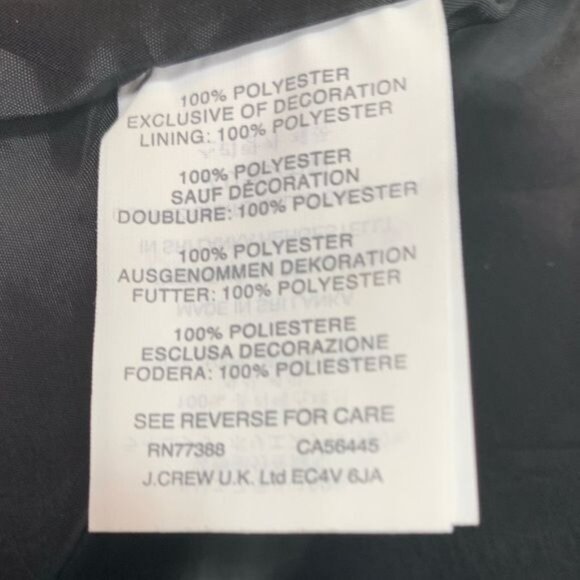 100% POLYESTER
EXCLUSIVE OF DECORATION
LINING: 100% POLYESTER
100% POLYESTER
SAUF DÉCORATION
DOUBLURE: 100% POLYESTER
100% POLYESTER
AUSGENOMMEN DEKORATION
FUTTER: 100% POLYESTER
100% POLIESTERE
ESCLUSA DECORAZIONE
FODERA: 100% POLIESTERE
SEE REVERSE FOR CARE
RN77388 CA56445
J.CREW U.K. Ltd EC4V 6JA